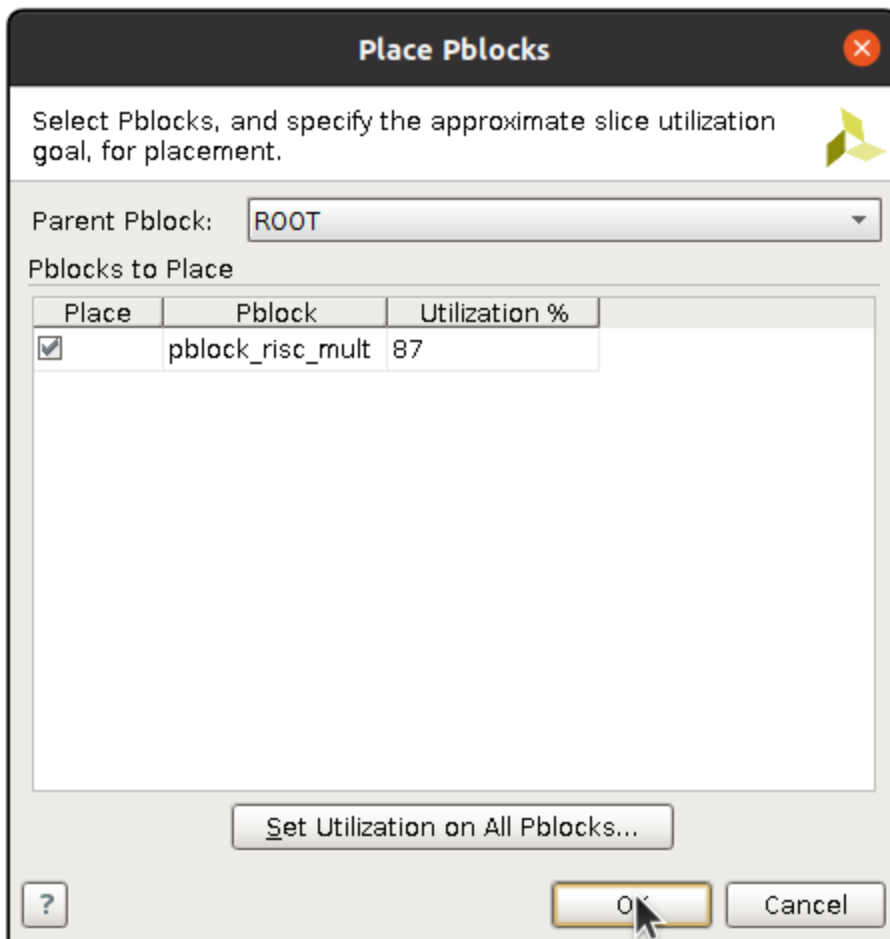 Place Pblocks
Select Pblocks, and specify the approximate slice utilization
goal, for placement.
Parent Pblock: ROOT
Pblocks to Place
Place Pblock Utilization %
pblock_risc_mult 87
Set Utilization on All Pblocks...
? OK Cancel